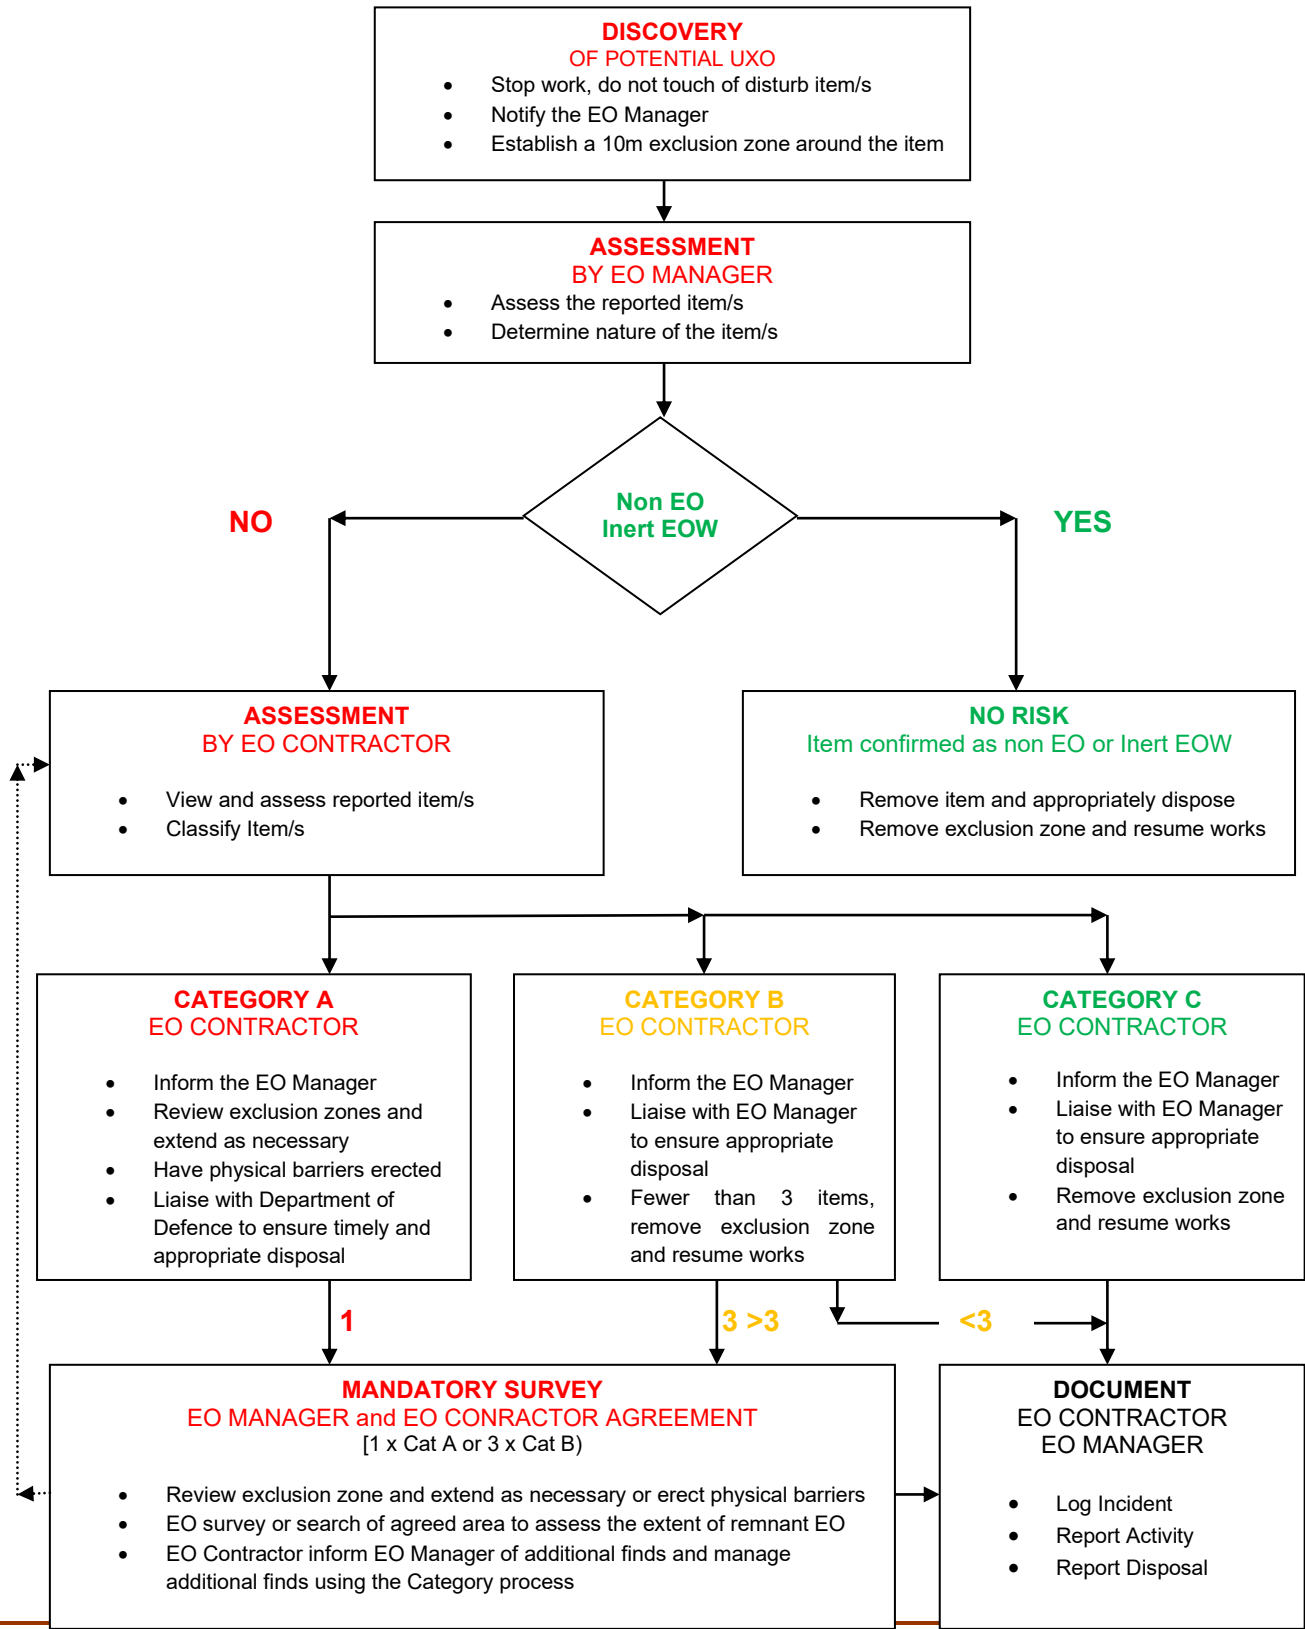 DISCOVERY
OF POTENTIAL UXO
• Stop work, do not touch of disturb item/s
• Notify the EO Manager
• Establish a 10m exclusion zone around the item
ASSESSMENT
BY EO MANAGER
• Assess the reported item/s
• Determine nature of the item/s
Non EO
Inert EOW
NO
YES
ASSESSMENT
BY EO CONTRACTOR
• View and assess reported item/s
• Classify Item/s
NO RISK
Item confirmed as non EO or Inert EOW
• Remove item and appropriately dispose
• Remove exclusion zone and resume works
CATEGORY A
EO CONTRACTOR
• Inform the EO Manager
• Review exclusion zones and
extend as necessary
• Have physical barriers erected
• Liaise with Department of
Defence to ensure timely and
appropriate disposal
CATEGORY B
EO CONTRACTOR
• Inform the EO Manager
• Liaise with EO Manager
to ensure appropriate
disposal
• Fewer than 3 items,
remove exclusion zone
and resume works
CATEGORY C
EO CONTRACTOR
• Inform the EO Manager
• Liaise with EO Manager
to ensure appropriate
disposal
• Remove exclusion zone
and resume works
1
3 >3
<3
MANDATORY SURVEY
EO MANAGER and EO CONRACTOR AGREEMENT
[1 x Cat A or 3 x Cat B)
• Review exclusion zone and extend as necessary or erect physical barriers
• EO survey or search of agreed area to assess the extent of remnant EO
• EO Contractor inform EO Manager of additional finds and manage
additional finds using the Category process
DOCUMENT
EO CONTRACTOR
EO MANAGER
• Log Incident
• Report Activity
• Report Disposal